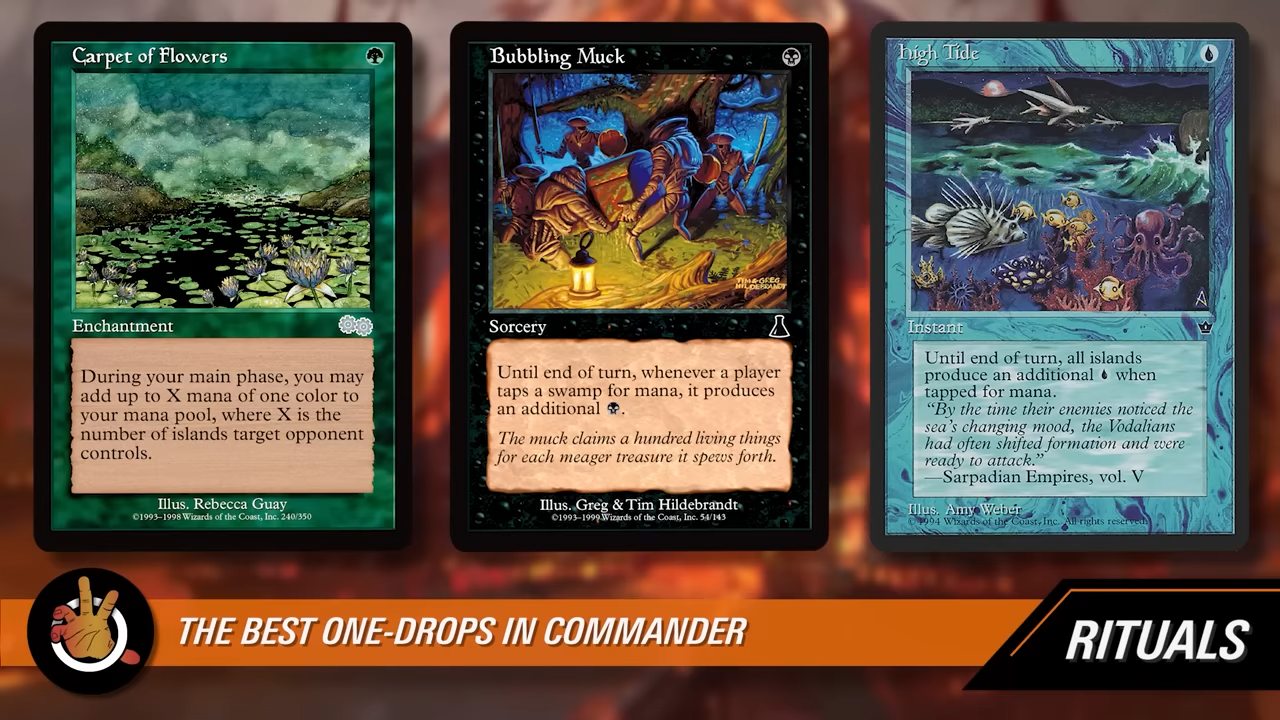 Carpet of Flowers
Enchantment
During your main phase, you may
add up to X mana of one color to
your mana pool, where X is the
number of islands target opponent
controls.
Illus. Rebecca Guay
©1993–1998 Wizards of the Coast, Inc. 240/350
Bubbling Muck
TIM & GREG
HILDEBRANDT
Sorcery
Until end of turn, whenever a player
taps a swamp for mana, it produces
an additional .
The muck claims a hundred living things
for each meager treasure it spews forth.
Illus. Greg & Tim Hildebrandt
©1993–1999 Wizards of the Coast, Inc. 54/143
High Tide
Instant
Until end of turn, all islands
produce an additional when
tapped for mana.
“By the time their enemies noticed the
sea's changing mood, the Vodalians
had often shifted formation and were
ready to attack.”
—Sarpadian Empires, vol. V
Illus. Amy Weber
© 1994 Wizards of the Coast, Inc. All rights reserved.
THE BEST ONE-DROPS IN COMMANDER
RITUALS